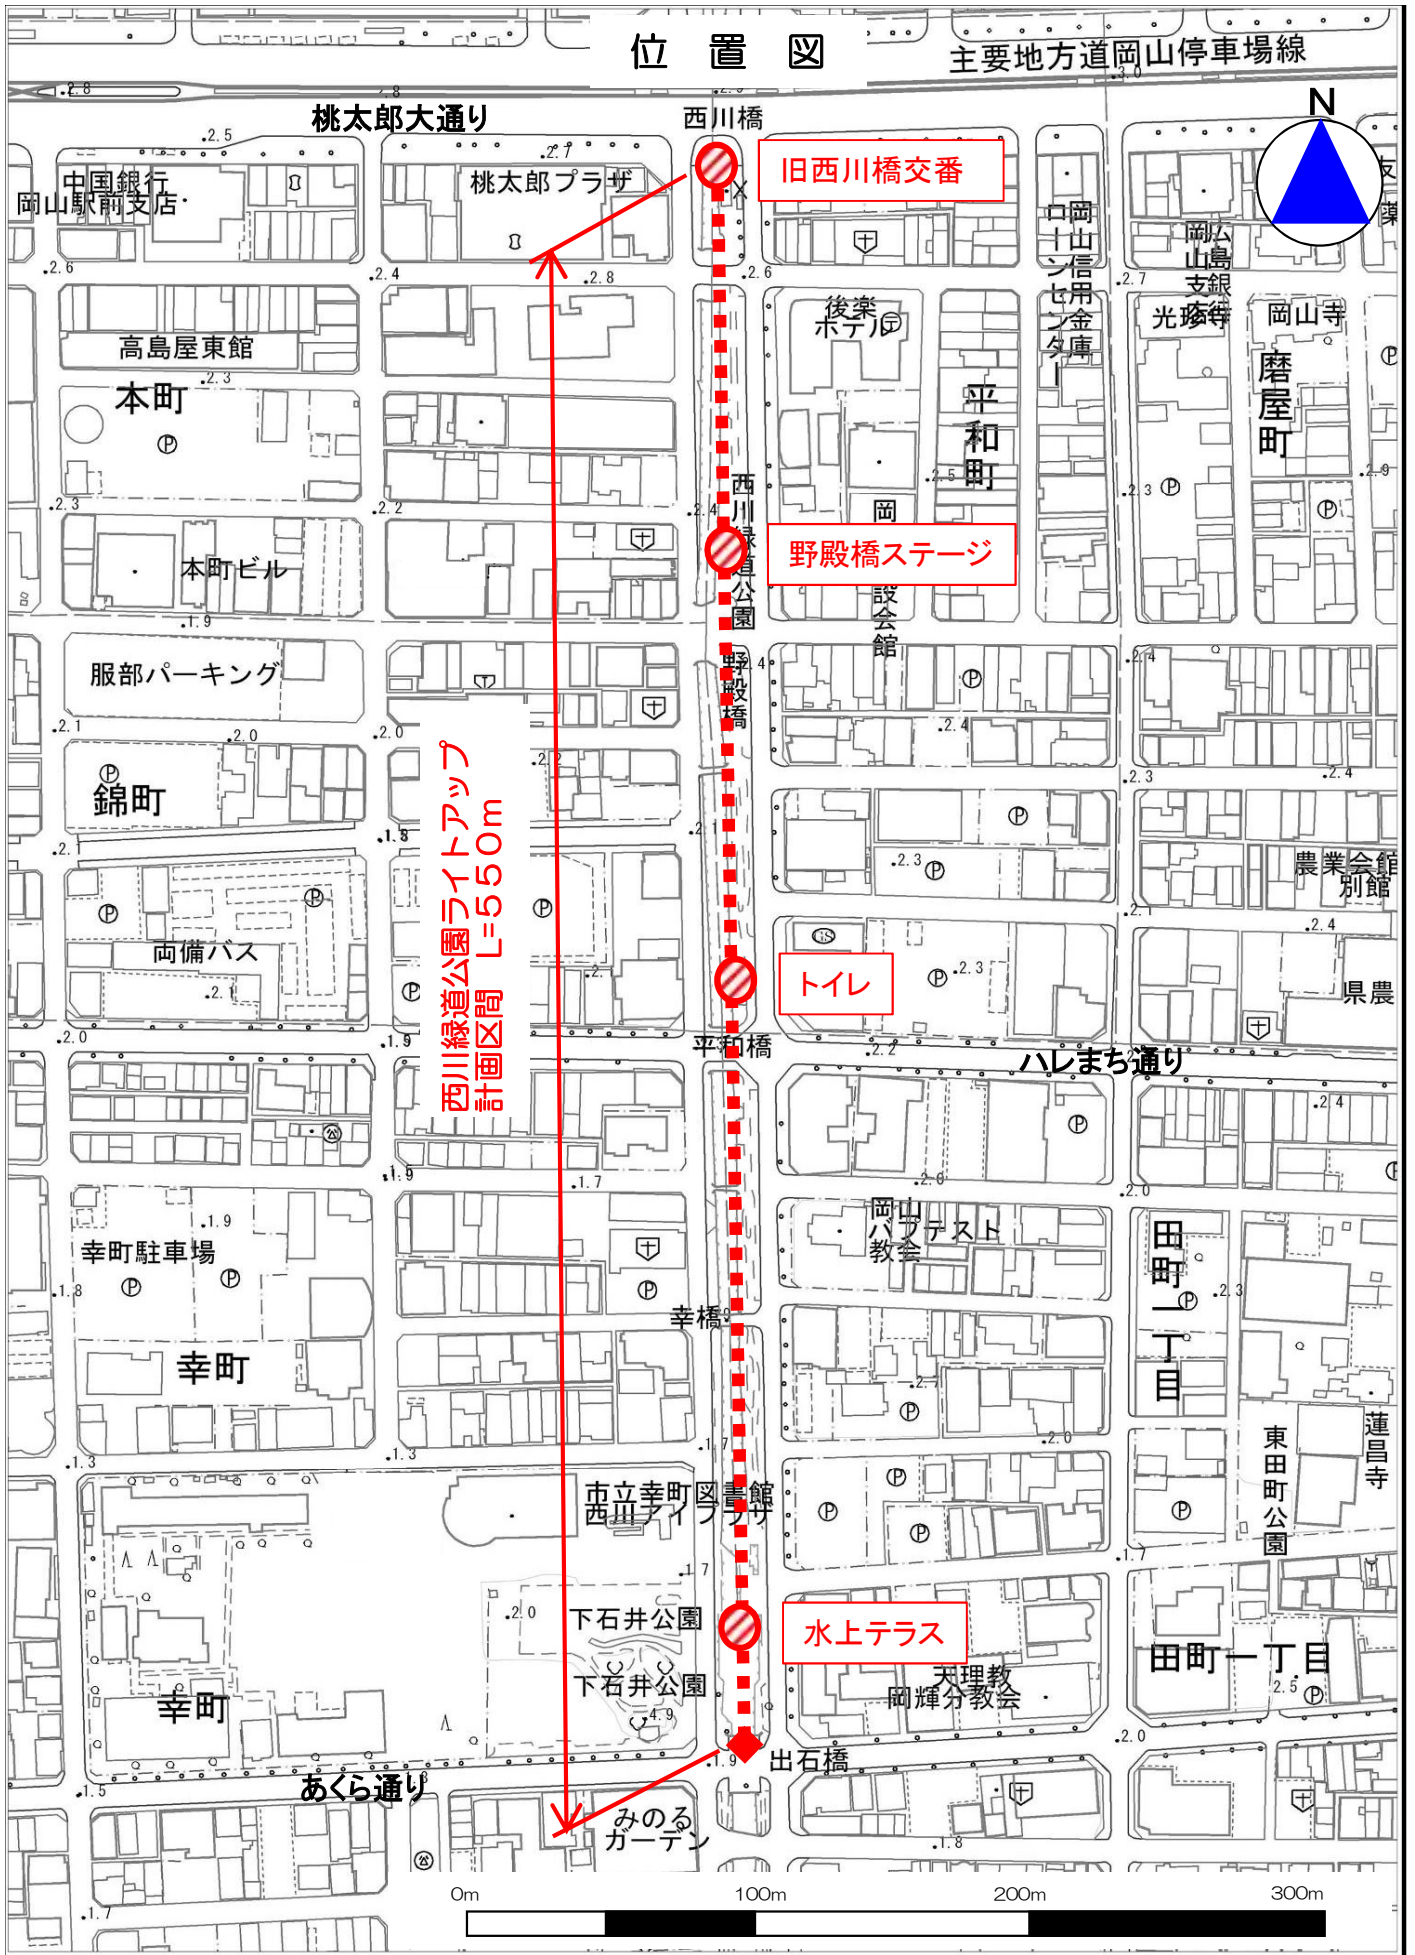 位置図
主要地方道岡山停車場線
桃太郎大通り
西川橋
N
旧西川橋交番
中国銀行
岡山駅前支店
桃太郎プラザ
岡山信用金庫
ローンセンター
広島銀行
岡山支店
後楽
ホテル
光珍寺
岡山寺
高島屋東館
本町
平和町
磨屋町
西川緑道公園
野殿橋ステージ
本町ビル
設会館
服部パーキング
野殿橋
錦町
西川緑道公園ライトアップ
計画区間 L=550m
農業会館
別館
両備バス
トイレ
県農
平和橋
ハレまち通り
岡山
バプテスト
教会
幸町駐車場
田町一丁目
幸橋
幸町
東田町公園
蓮昌寺
市立幸町図書館
西川アイプラザ
下石井公園
水上テラス
田町一丁目
天理教
岡輝分教会
下石井公園
幸町
出石橋
あくら通り
みのる
ガーデン
0m
100m
200m
300m